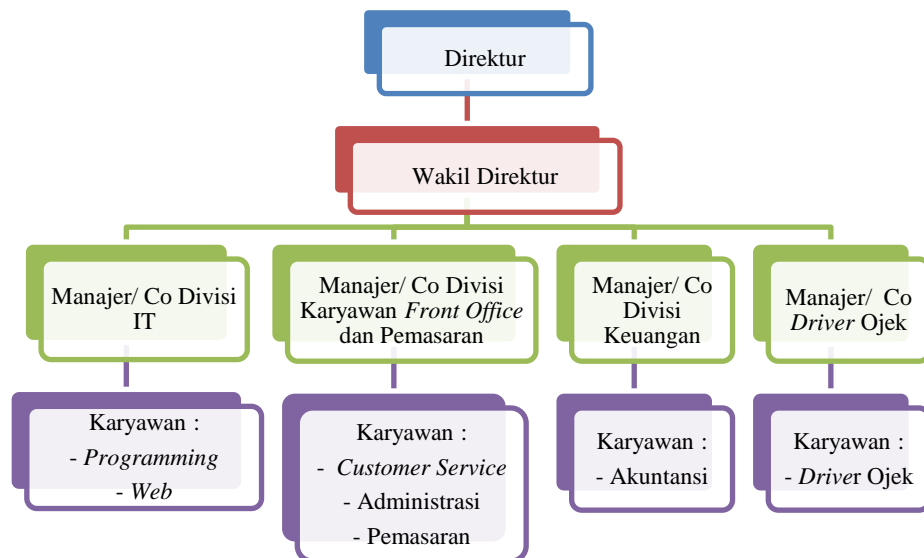 Direktur
Wakil Direktur
Manajer/ Co Divisi
IT
Manajer/ Co Divisi
Karyawan Front Office
dan Pemasaran
Manajer/ Co
Divisi
Keuangan
Manajer/ Co
Driver Ojek
Karyawan :
- Programming
- Web
Karyawan :
- Customer Service
- Administrasi
- Pemasaran
Karyawan :
- Akuntansi
Karyawan :
- Driver Ojek